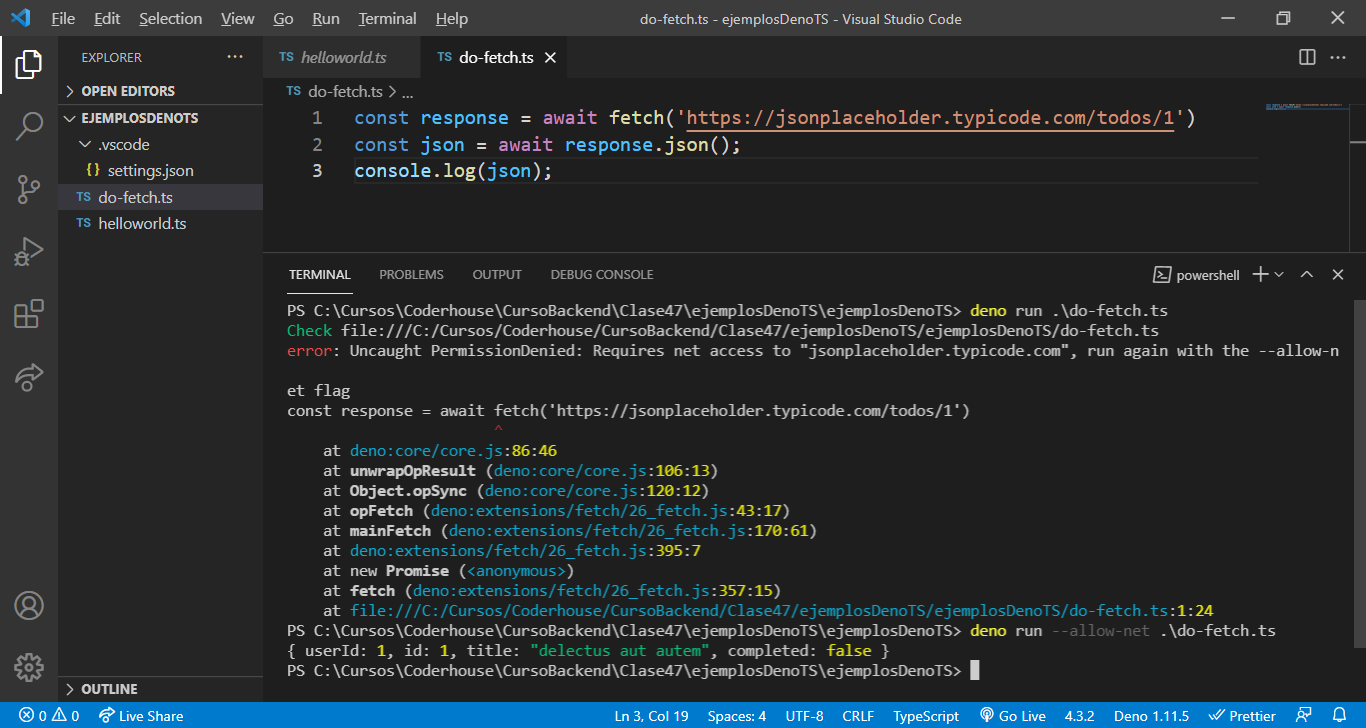 File Edit Selection View Go Run Terminal Help do-fetch.ts - ejemplosDenoTS - Visual Studio Code
EXPLORER ...
OPEN EDITORS
EJEMPLOSDENOTS
.vscode
{} settings.json
TS do-fetch.ts
TS helloworld.ts
OUTLINE
TS helloworld.ts TS do-fetch.ts
TS do-fetch.ts > ...
1 const response = await fetch('https://jsonplaceholder.typicode.com/todos/1')
2 const json = await response.json();
3 console.log(json);
TERMINAL PROBLEMS OUTPUT DEBUG CONSOLE powershell
PS C:\Cursos\Coderhouse\CursoBackend\Clase47\ejemplosDenoTS\ejemplosDenoTS> deno run .\do-fetch.ts
Check file:///C:/Cursos/Coderhouse/CursoBackend/Clase47/ejemplosDenoTS/ejemplosDenoTS/do-fetch.ts
error: Uncaught PermissionDenied: Requires net access to "jsonplaceholder.typicode.com", run again with the --allow-n
et flag
const response = await fetch('https://jsonplaceholder.typicode.com/todos/1')
^
at deno:core/core.js:86:46
at unwrapOpResult (deno:core/core.js:106:13)
at Object.opSync (deno:core/core.js:120:12)
at opFetch (deno:extensions/fetch/26_fetch.js:43:17)
at mainFetch (deno:extensions/fetch/26_fetch.js:170:61)
at deno:extensions/fetch/26_fetch.js:395:7
at new Promise (<anonymous>)
at fetch (deno:extensions/fetch/26_fetch.js:357:15)
at file:///C:/Cursos/Coderhouse/CursoBackend/Clase47/ejemplosDenoTS/ejemplosDenoTS/do-fetch.ts:1:24
PS C:\Cursos\Coderhouse\CursoBackend\Clase47\ejemplosDenoTS\ejemplosDenoTS> deno run --allow-net .\do-fetch.ts
{ userId: 1, id: 1, title: "delectus aut autem", completed: false }
PS C:\Cursos\Coderhouse\CursoBackend\Clase47\ejemplosDenoTS\ejemplosDenoTS>
0 0 Live Share Ln 3, Col 19 Spaces: 4 UTF-8 CRLF TypeScript Go Live 4.3.2 Deno 1.11.5 Prettier